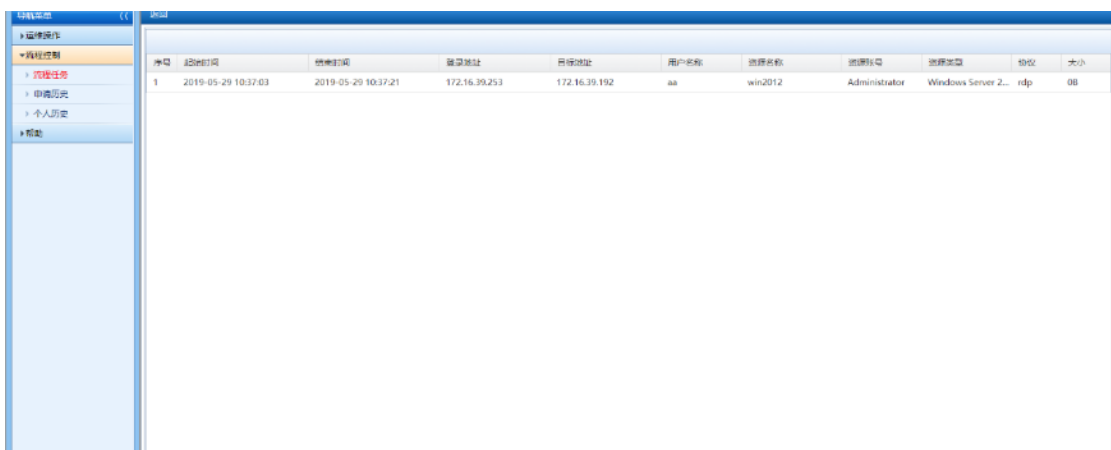 导航菜单 <<
返回
运维操作
流程控制
流程任务
申请历史
个人历史
帮助
序号 起始时间 结束时间 登录地址 目标地址 用户名称 资源名称 资源账号 资源类型 协议 大小
1 2019-05-29 10:37:03 2019-05-29 10:37:21 172.16.39.253 172.16.39.192 aa win2012 Administrator Windows Server 2... rdp 0B